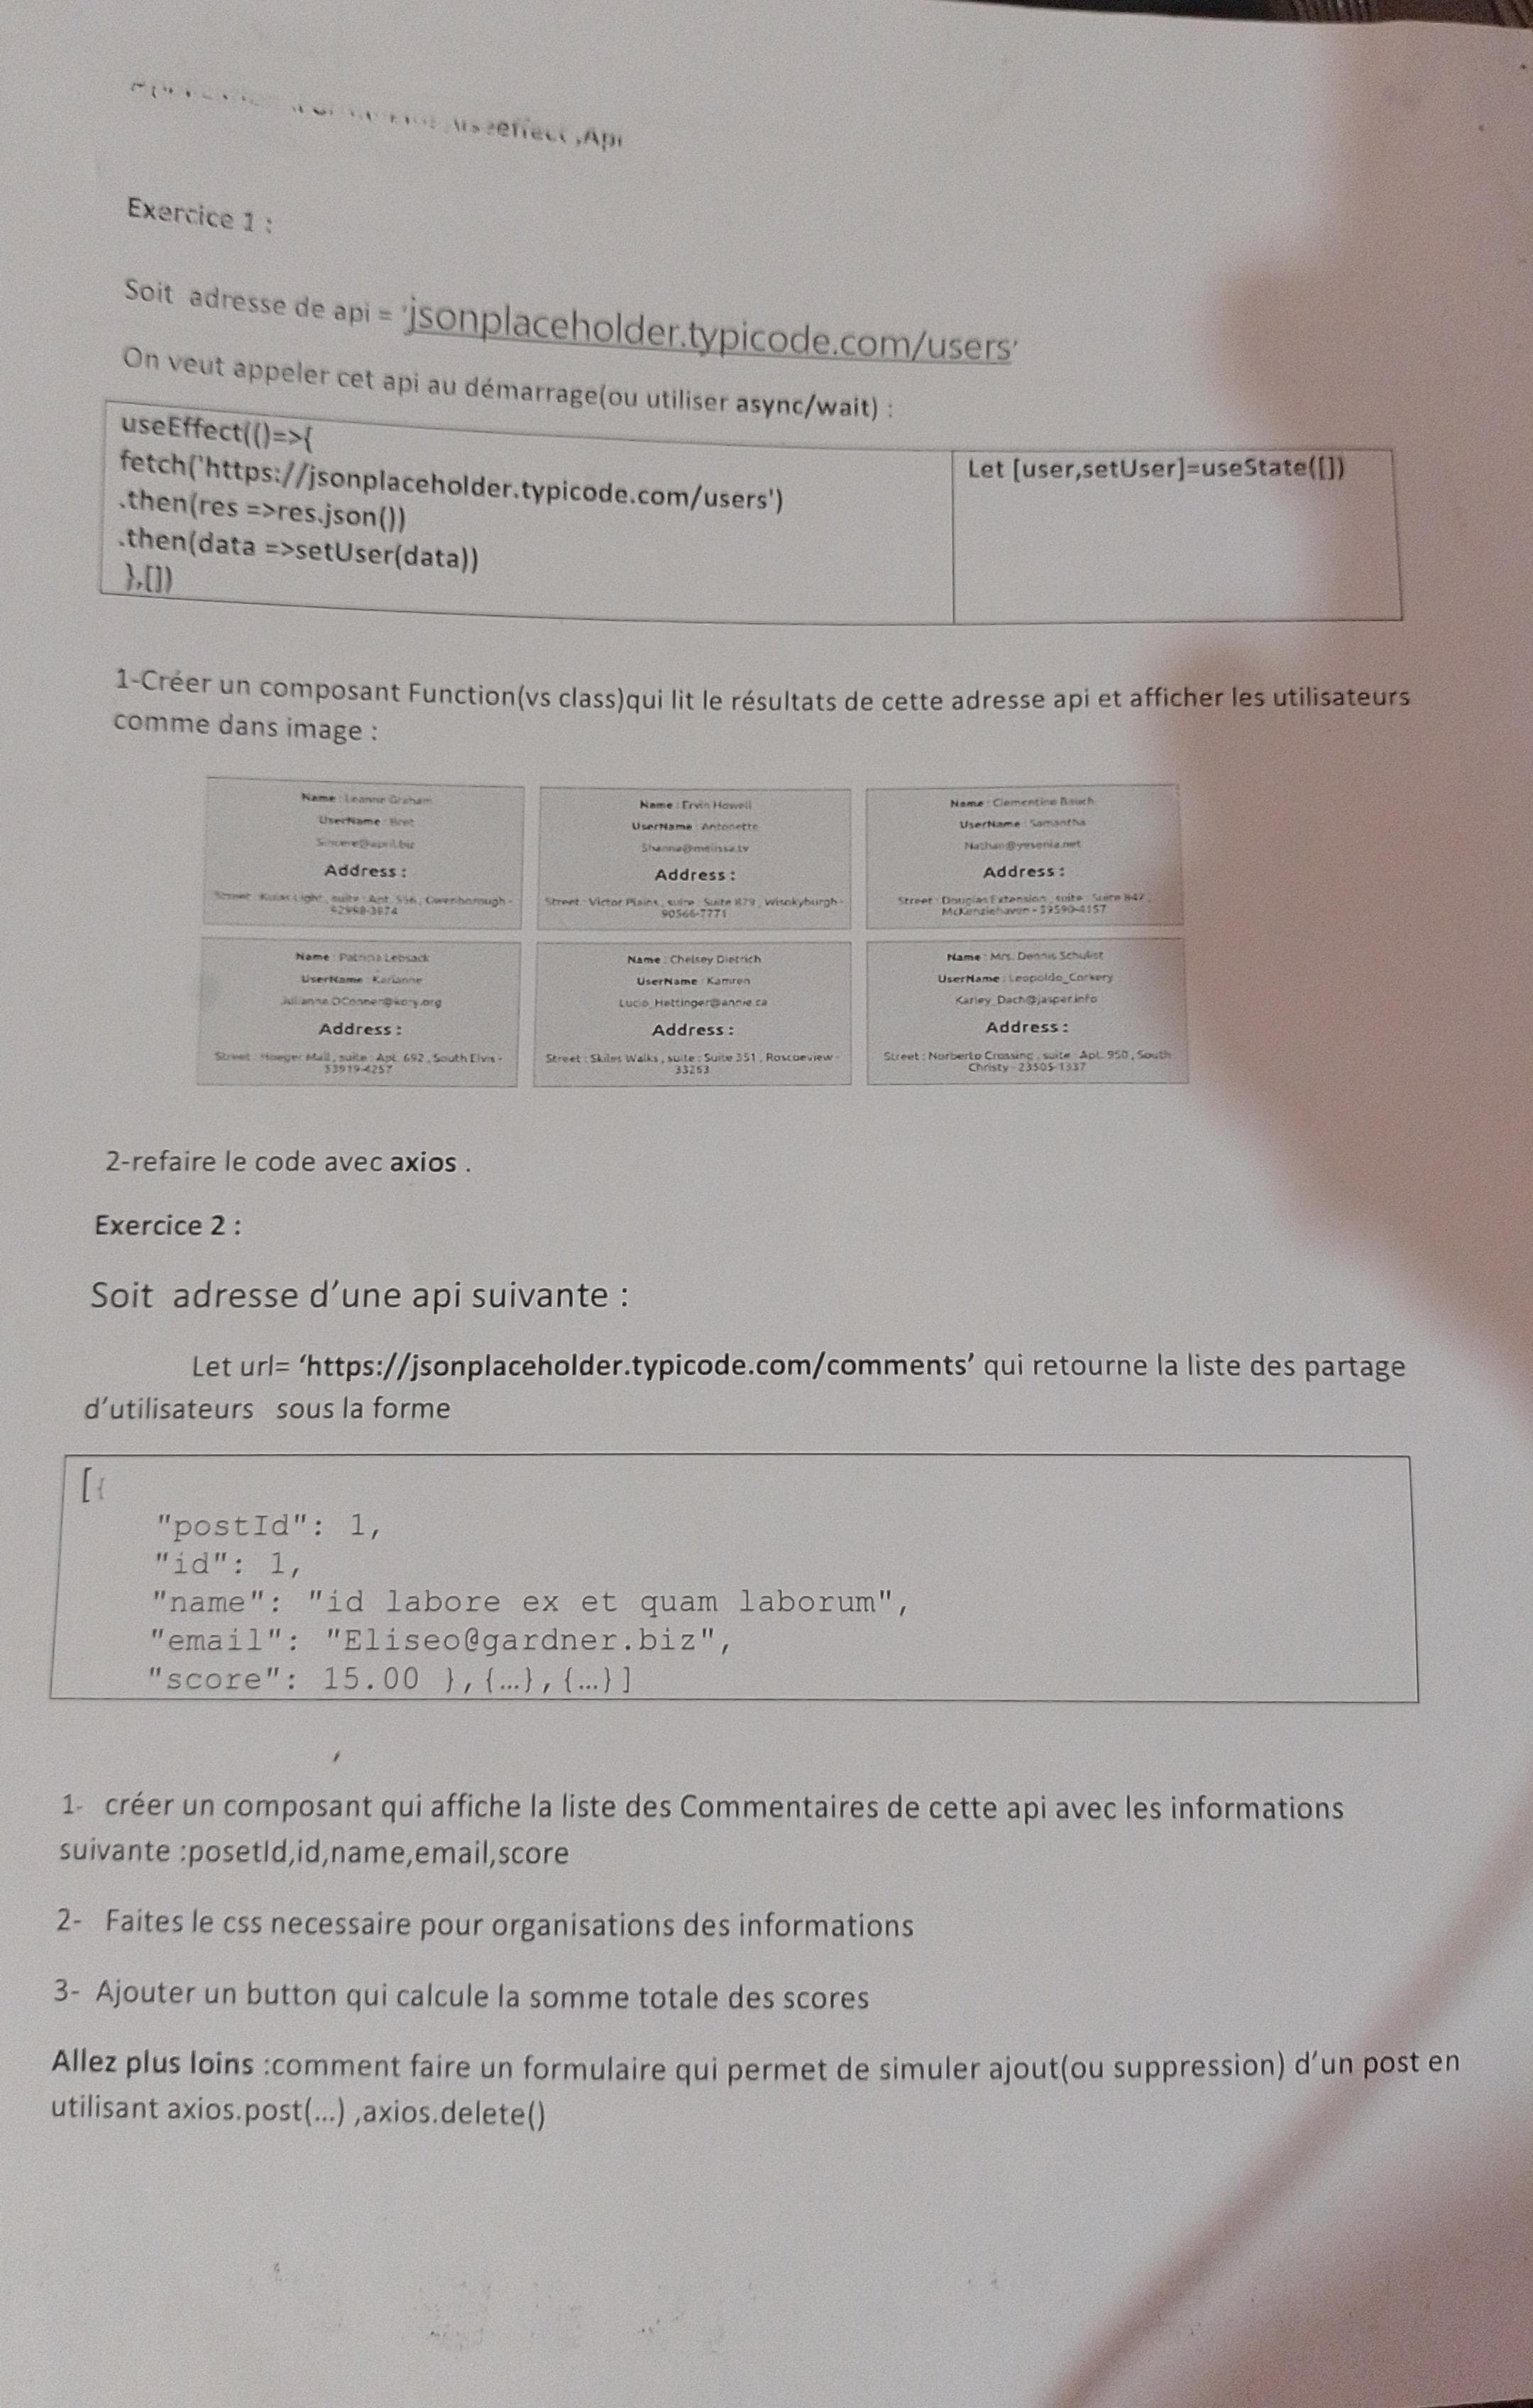 ,Api
Exercice 1 :
Soit adresse de api = 'jsonplaceholder.typicode.com/users'
On veut appeler cet api au démarrage(ou utiliser async/wait) :
useEffect(()=>{
fetch('https://jsonplaceholder.typicode.com/users')
.then(res =>res.json())
.then(data =>setUser(data))
},[])
Let [user,setUser]=useState([])
1-Créer un composant Function(vs class)qui lit le résultats de cette adresse api et afficher les utilisateurs
comme dans image :
Name : Leanne Graham
UserName : Bret
Sincere@april.biz
Address :
Street : Kulas Light , suite : Apt. 556 , Gwenborough -
92998-3874
Name : Ervin Howell
UserName : Antonette
Shanna@melissa.tv
Address :
Street : Victor Plains , suite : Suite 879 , Wisokyburgh -
90566-7771
Name : Clementine Bauch
UserName : Samantha
Nathan@yesenia.net
Address :
Street : Douglas Extension , suite : Suite 847 ,
McKenziehaven - 59590-4157
Name : Patricia Lebsack
UserName : Karianne
Julianne.OConner@kory.org
Address :
Street : Hoeger Mall , suite : Apt. 692 , South Elvis -
53919-4257
Name : Chelsey Dietrich
UserName : Kamren
Lucio_Hettinger@annie.ca
Address :
Street : Skiles Walks , suite : Suite 351 , Roscoeview -
33263
Name : Mrs. Dennis Schulist
UserName : Leopoldo_Corkery
Karley_Dach@jasper.info
Address :
Street : Norberto Crossing , suite : Apt. 950 , South
Christy - 23505-1337
2-refaire le code avec axios .
Exercice 2 :
Soit adresse d’une api suivante :
Let url= ‘https://jsonplaceholder.typicode.com/comments’ qui retourne la liste des partage
d’utilisateurs sous la forme
[{
"postId": 1,
"id": 1,
"name": "id labore ex et quam laborum",
"email": "Eliseo@gardner.biz",
"score": 15.00 },{…},{…}]
1- créer un composant qui affiche la liste des Commentaires de cette api avec les informations
suivante :posetId,id,name,email,score
2- Faites le css necessaire pour organisations des informations
3- Ajouter un button qui calcule la somme totale des scores
Allez plus loins :comment faire un formulaire qui permet de simuler ajout(ou suppression) d’un post en
utilisant axios.post(…) ,axios.delete()